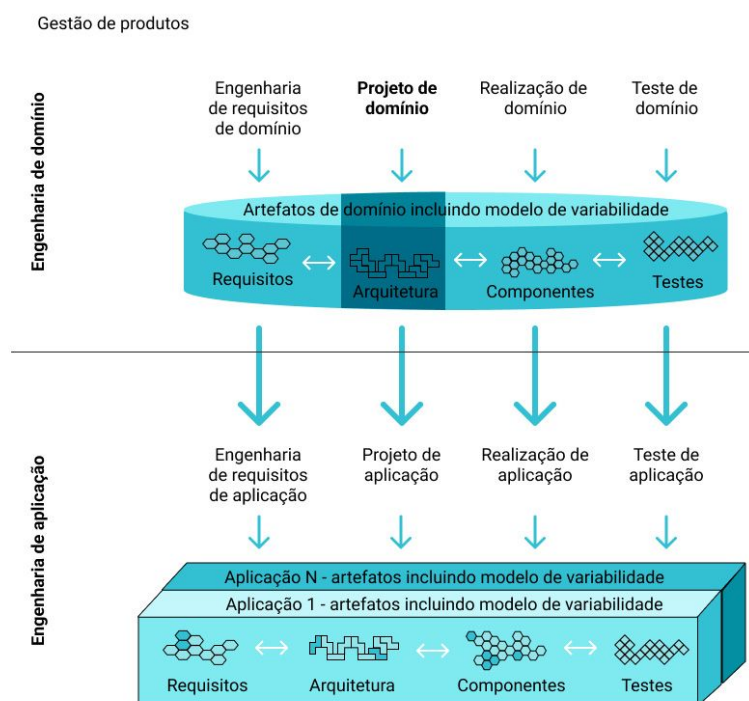 Gestão de produtos
Engenharia de domínio
Engenharia
de requisitos
de domínio
Projeto de
domínio
Realização de
domínio
Teste de
domínio
Artefatos de domínio incluindo modelo de variabilidade
Requisitos
Arquitetura
Componentes
Testes
Engenharia de aplicação
Engenharia
de requisitos
de aplicação
Projeto de
aplicação
Realização de
aplicação
Teste de
aplicação
Aplicação N - artefatos incluindo modelo de variabilidade
Aplicação 1 - artefatos incluindo modelo de variabilidade
Requisitos
Arquitetura
Componentes
Testes